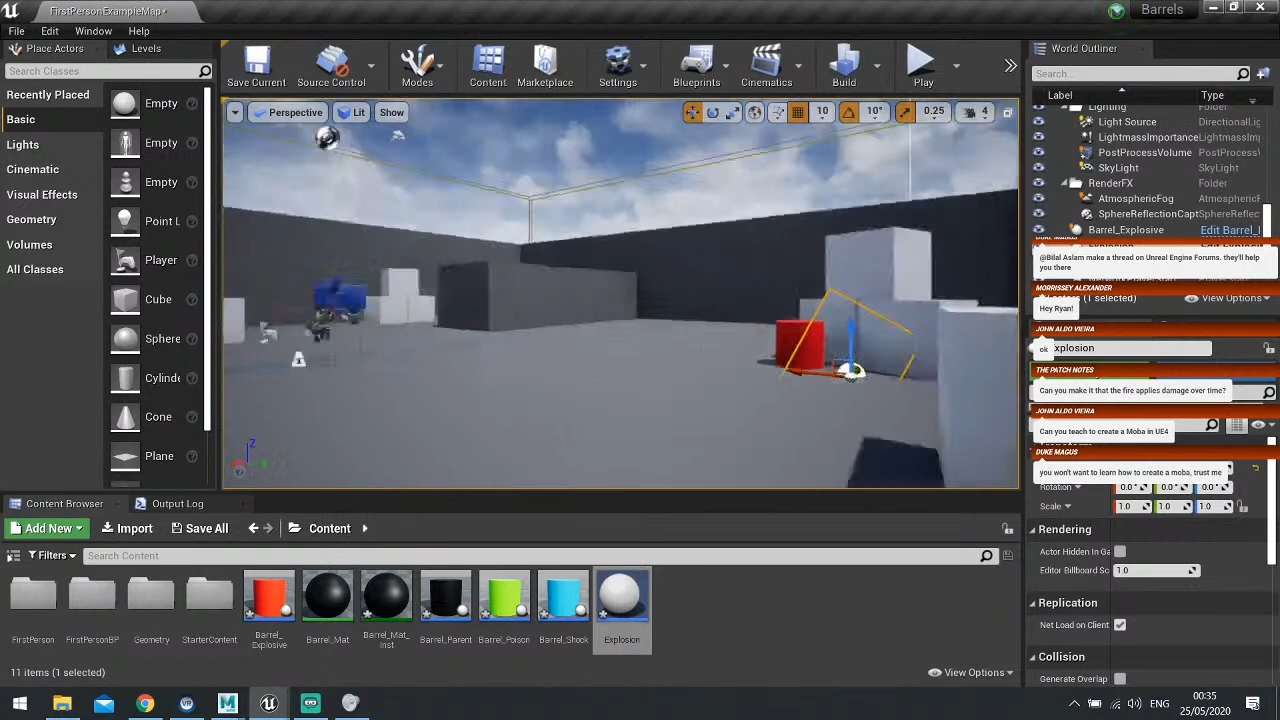 FirstPersonExampleMap•
Barrels
File Edit Window Help
Place Actors Levels
Search Classes
Recently Placed
Basic
Lights
Cinematic
Visual Effects
Geometry
Volumes
All Classes
Empty
Empty
Empty
Point L
Player
Cube
Sphere
Cylinde
Cone
Plane
Save Current Source Control Modes Content Marketplace Settings Blueprints Cinematics Build Play
Perspective Lit Show 10 10° 0.25 4
Z
World Outliner
Search...
Label Type
Lighting Folder
Light Source DirectionalLig
LightmassImportance LightmassImp
PostProcessVolume PostProcessV
SkyLight SkyLight
RenderFX Folder
AtmosphericFog AtmosphericF
SphereReflectionCapt SphereReflec
Barrel_Explosive Edit Barrel_
DUKE MAGUS
@Bilal Aslam make a thread on Unreal Engine Forums. they'll help
you there
MORRISSEY ALEXANDER
(1 selected) View Options
Hey Ryan!
JOHN ALDO VIEIRA
ok xplosion
THE PATCH NOTES
Can you make it that the fire applies damage over time?
JOHN ALDO VIEIRA
Can you teach to create a Moba in UE4
DUKE MAGUS
you won't want to learn how to create a moba, trust me
Rotation 0.0° 0.0° 0.0°
Scale 1.0 1.0 1.0
Rendering
Actor Hidden In Ga
Editor Billboard Sc 1.0
Replication
Net Load on Client
Collision
Generate Overlap
Content Browser Output Log
Add New Import Save All Content
Filters Search Content
FirstPerson
FirstPersonBP
Geometry
StarterContent
Barrel_
Explosive
Barrel_Mat
Barrel_Mat_
Inst
Barrel_Parent
Barrel_Poison
Barrel_Shock
Explosion
11 items (1 selected) View Options
ENG
00:35
25/05/2020